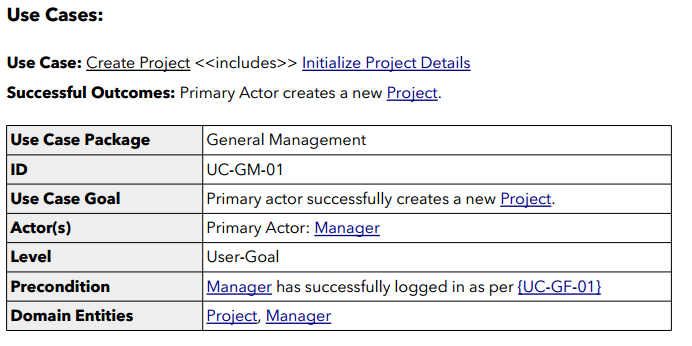 Use Cases:
Use Case: Create Project <<includes>> Initialize Project Details
Successful Outcomes: Primary Actor creates a new Project.
Use Case Package General Management
ID UC-GM-01
Use Case Goal Primary actor successfully creates a new Project.
Actor(s) Primary Actor: Manager
Level User-Goal
Precondition Manager has successfully logged in as per {UC-GF-01}
Domain Entities Project, Manager